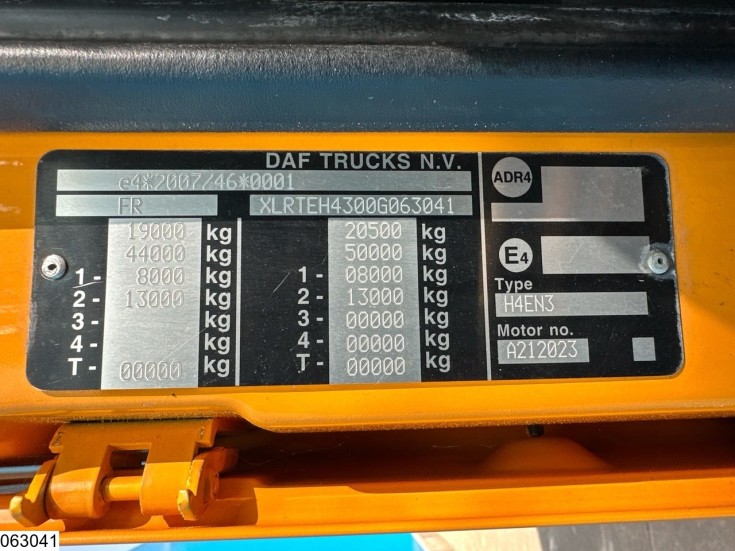 DAF TRUCKS N.V.
e4*2007/46*0001
FR XLRTEH4300G063041
19000 kg 20500 kg
44000 kg 50000 kg
1- 8000 kg 1- 08000 kg
2- 13000 kg 2- 13000 kg
3- kg 3- 00000 kg
4- kg 4- 00000 kg
T- 00000 kg T- 00000 kg
ADR4
E4
Type
H4EN3
Motor no.
A212023
063041